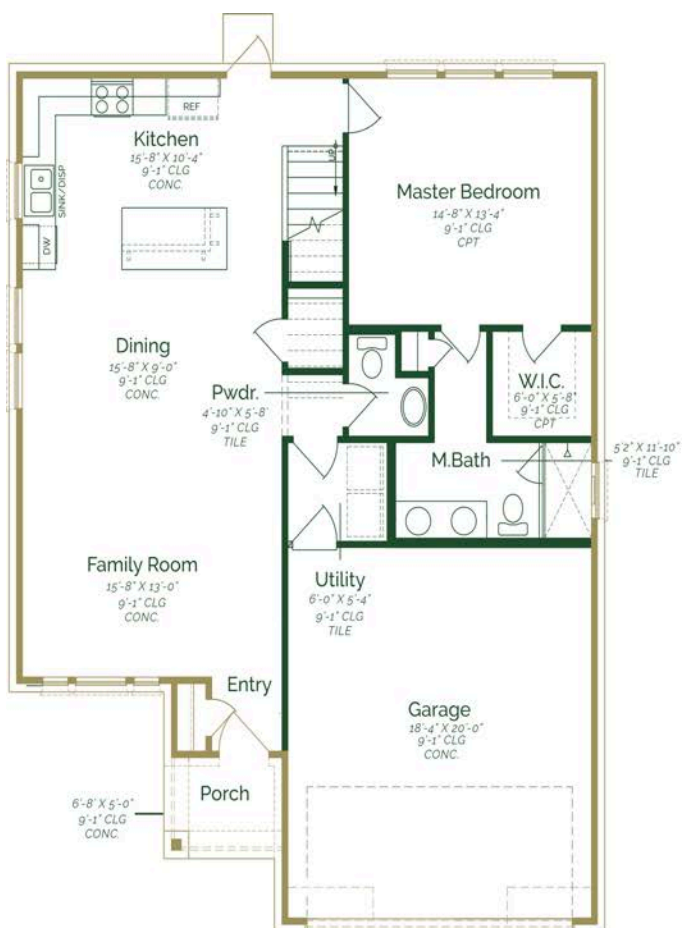 REF
Kitchen
15'-8" X 10'-4"
9'-1" CLG
CONC.
UP
SINK/DISP
DW
Master Bedroom
14'-8" X 13'-4"
9'-1" CLG
CPT
Dining
15'-8" X 9'-0"
9'-1" CLG
CONC.
Pwdr.
4'-10" X 5'-8'
9'-1" CLG
TILE
W.I.C.
6'-0" X 5'-8"
9'-1" CLG
CPT
M.Bath
5'2" X 11'-10"
9'-1" CLG
TILE
Family Room
15'-8" X 13'-0"
9'-1" CLG
CONC.
Utility
6'-0" X 5'-4"
9'-1" CLG
TILE
Entry
Garage
18'-4" X 20'-0"
9'-1" CLG
CONC.
Porch
6'-8' X 5'-0"
9'-1" CLG
CONC.